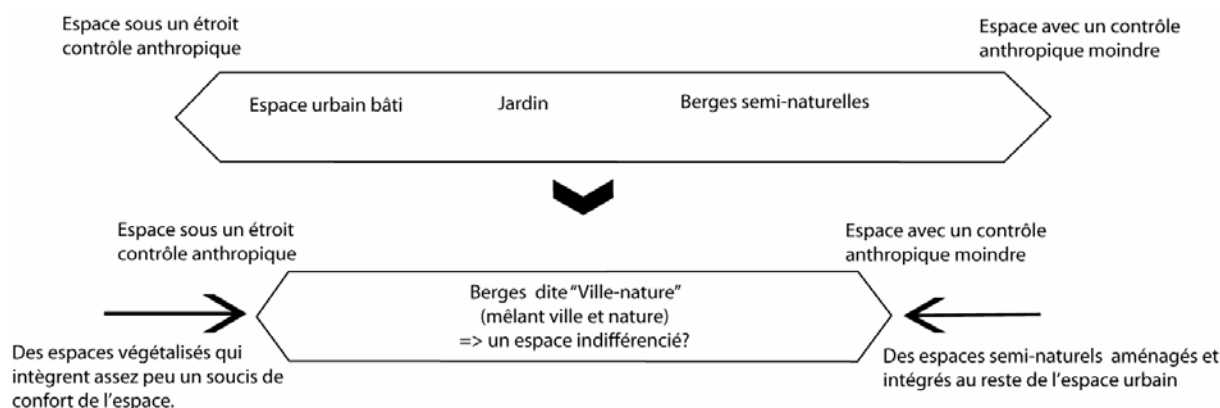 Espace sous un étroit
contrôle anthropique
Espace avec un contrôle
anthropique moindre
Espace urbain bâti
Jardin
Berges semi-naturelles
Espace sous un étroit
contrôle anthropique
Espace avec un contrôle
anthropique moindre
Berges dite "Ville-nature"
(mêlant ville et nature)
=> un espace indifférencié?
Des espaces végétalisés qui
intègrent assez peu un soucis de
confort de l'espace.
Des espaces semi-naturels aménagés et
intégrés au reste de l'espace urbain